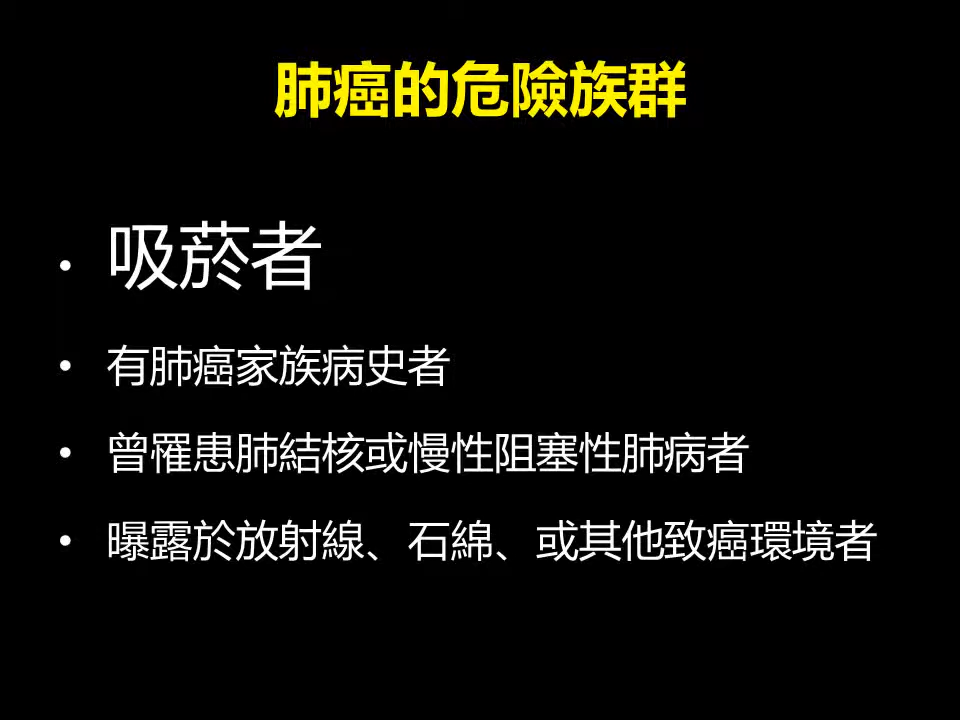 肺癌的危險族群
• 吸菸者
• 有肺癌家族病史者
• 曾罹患肺結核或慢性阻塞性肺病者
• 曝露於放射線、石綿、或其他致癌環境者